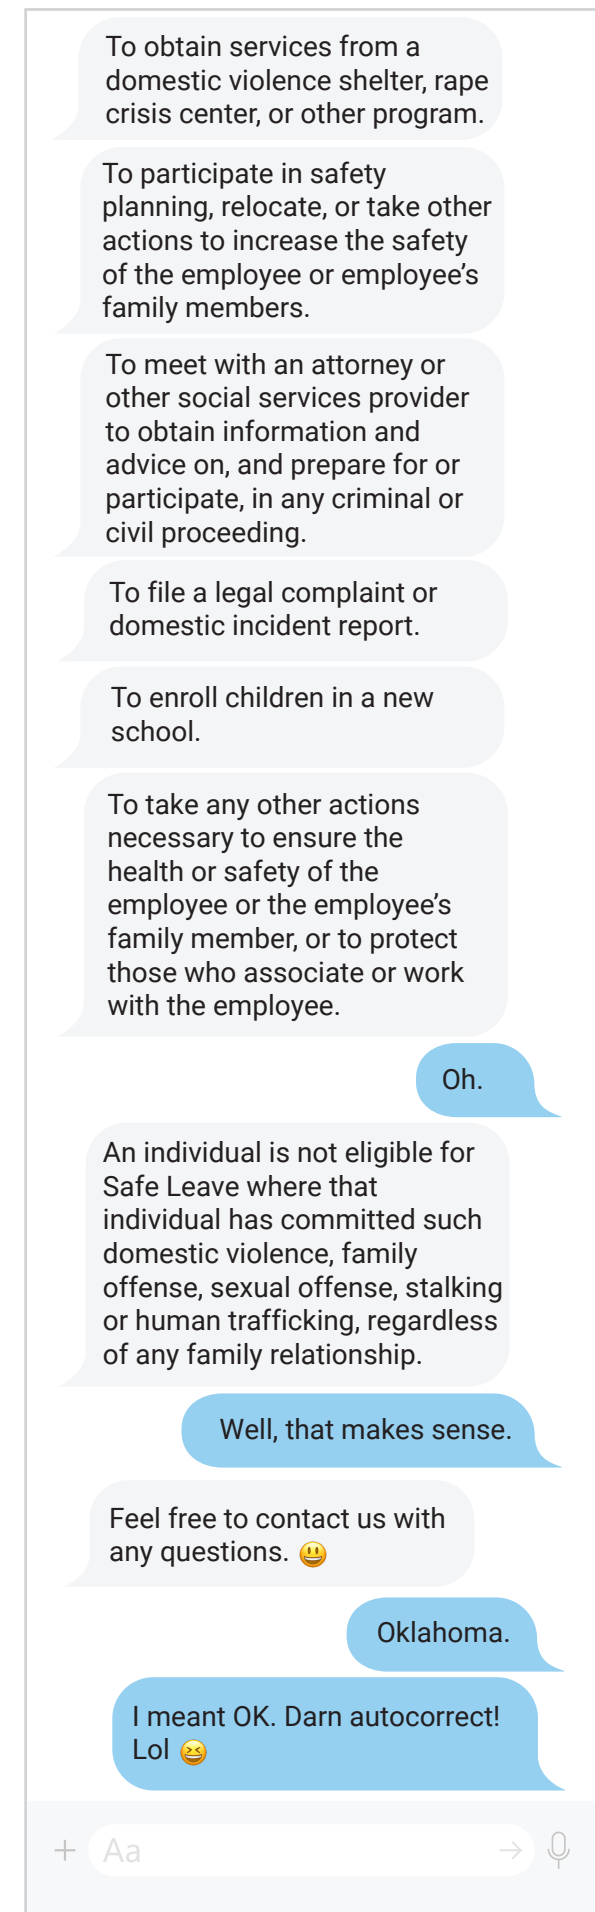 To obtain services from a
domestic violence shelter, rape
crisis center, or other program.
To participate in safety
planning, relocate, or take other
actions to increase the safety
of the employee or employee’s
family members.
To meet with an attorney or
other social services provider
to obtain information and
advice on, and prepare for or
participate, in any criminal or
civil proceeding.
To file a legal complaint or
domestic incident report.
To enroll children in a new
school.
To take any other actions
necessary to ensure the
health or safety of the
employee or the employee’s
family member, or to protect
those who associate or work
with the employee.
Oh.
An individual is not eligible for
Safe Leave where that
individual has committed such
domestic violence, family
offense, sexual offense, stalking
or human trafficking, regardless
of any family relationship.
Well, that makes sense.
Feel free to contact us with
any questions. 😃
Oklahoma.
I meant OK. Darn autocorrect!
Lol 😆
Aa